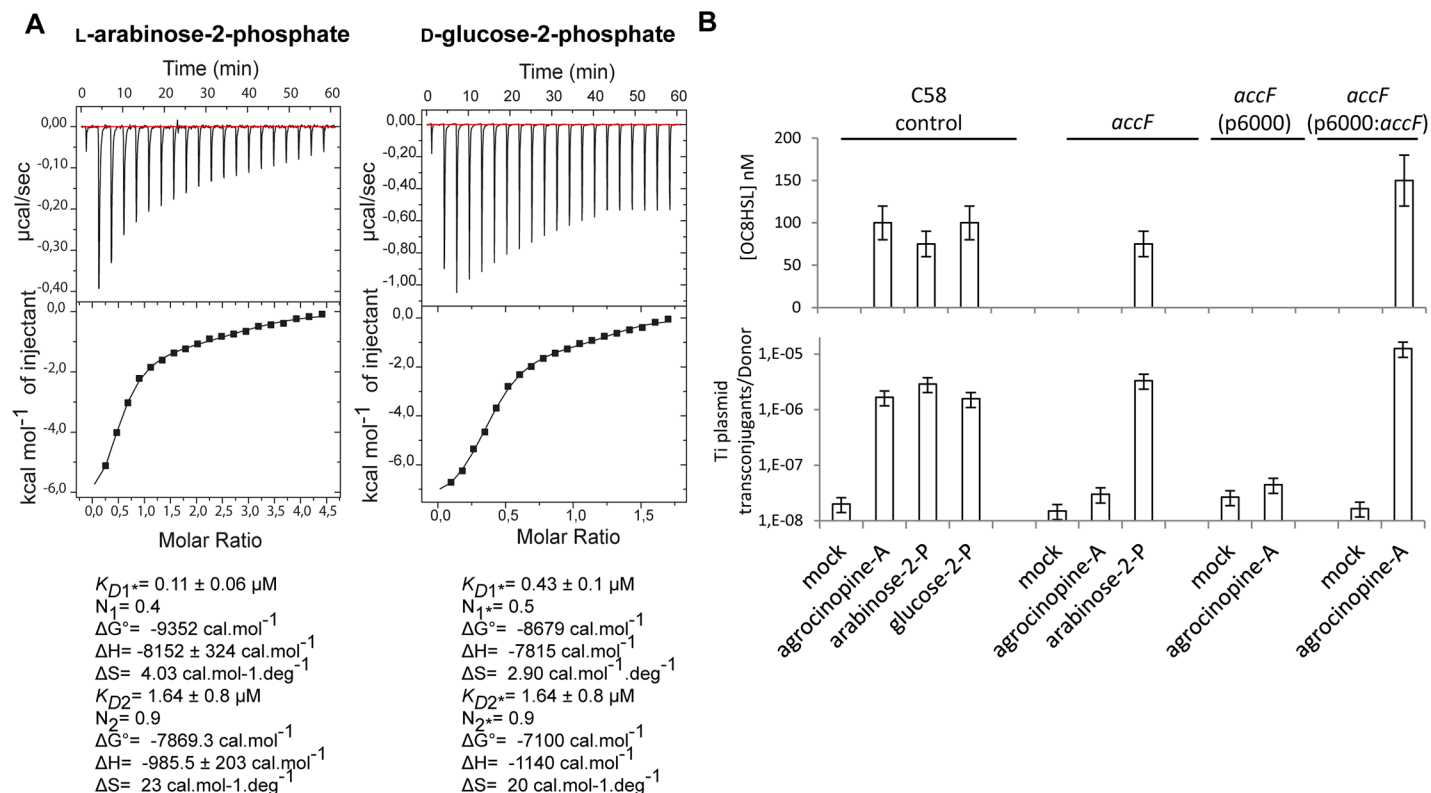 A
L-arabinose-2-phosphate
Time (min)
0 10 20 30 40 50 60
0,00
-0,10
-0,20
-0,30
-0,40
µcal/sec
0,0
-2,0
-4,0
-6,0
kcal mol-1 of injectant
0,0 0,5 1,0 1,5 2,0 2,5 3,0 3,5 4,0 4,5
Molar Ratio
KD1*= 0.11 ± 0.06 µM
N1= 0.4
ΔG°= -9352 cal.mol-1
ΔH= -8152 ± 324 cal.mol-1
ΔS= 4.03 cal.mol-1.deg-1
KD2= 1.64 ± 0.8 µM
N2= 0.9
ΔG°= -7869.3 cal.mol-1
ΔH= -985.5 ± 203 cal.mol-1
ΔS= 23 cal.mol-1.deg-1
D-glucose-2-phosphate
Time (min)
0 10 20 30 40 50 60
0,00
-0,20
-0,40
-0,60
-0,80
-1,00
µcal/sec
0,0
-2,0
-4,0
-6,0
kcal mol-1 of injectant
0,0 0,5 1,0 1,5
Molar Ratio
KD1*= 0.43 ± 0.1 µM
N1*= 0.5
ΔG°= -8679 cal.mol-1
ΔH= -7815 cal.mol-1
ΔS= 2.90 cal.mol-1.deg-1
KD2*= 1.64 ± 0.8 µM
N2*= 0.9
ΔG°= -7100 cal.mol-1
ΔH= -1140 cal.mol-1
ΔS= 20 cal.mol-1.deg-1
B
C58
control
accF
accF
(p6000)
accF
(p6000:accF)
[OC8HSL] nM
200
150
100
50
0
Ti plasmid
transconjugants/Donor
1,E-05
1,E-06
1,E-07
1,E-08
mock
agrocinopine-A
arabinose-2-P
glucose-2-P
mock
agrocinopine-A
arabinose-2-P
mock
agrocinopine-A
mock
agrocinopine-A